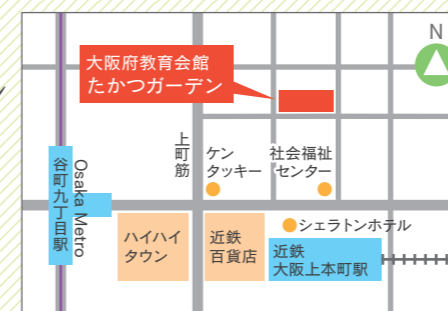 N
大阪府教育会館
たかつガーデン
上町筋
ケン
タッキー
社会福祉
センター
Osaka Metro
谷町九丁目駅
シェラトンホテル
ハイハイ
タウン
近鉄
百貨店
近鉄
大阪上本町駅